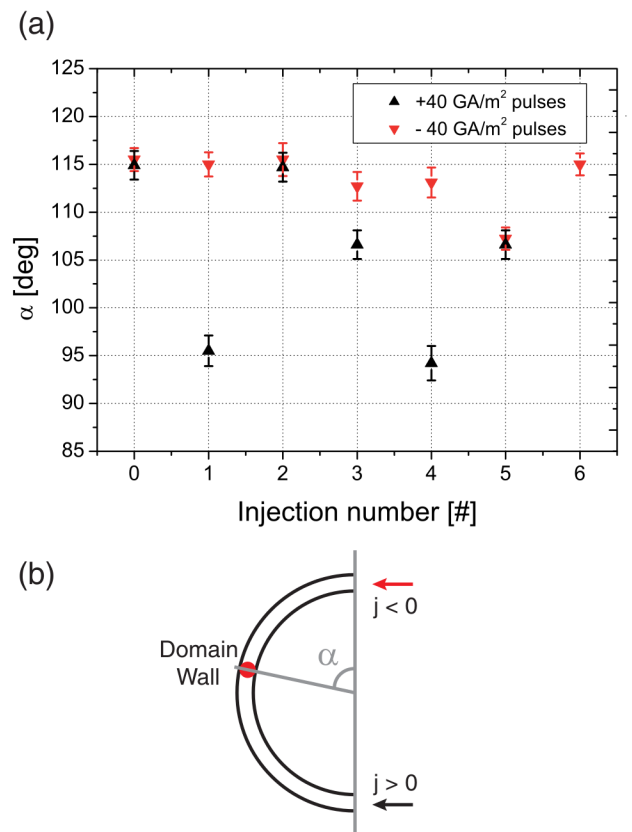 (a)
125
120
115
110
105
100
95
90
85
α [deg]
+40 GA/m² pulses
- 40 GA/m² pulses
0 1 2 3 4 5 6
Injection number [#]
(b)
j < 0
Domain
Wall
α
j > 0